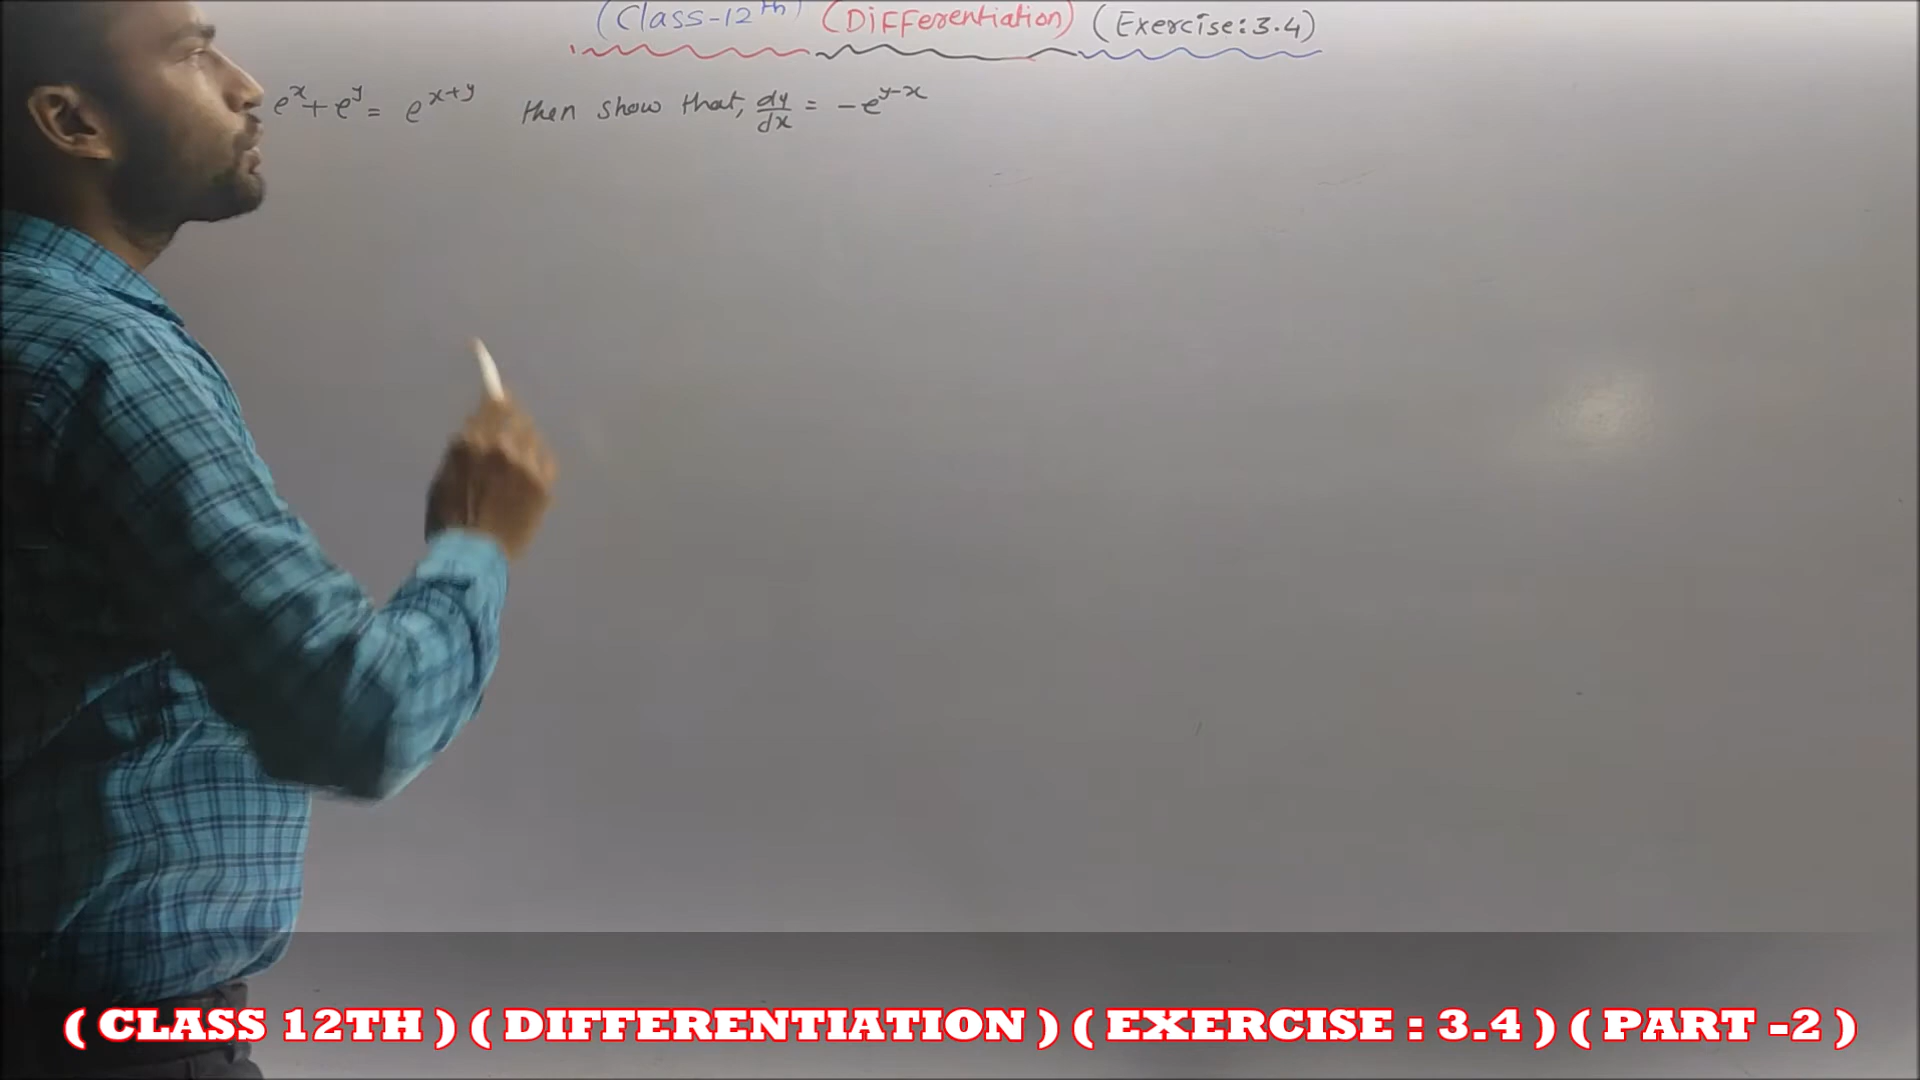 (Class-12th) (Differentiation) (Exercise:3.4)
e^x + e^y = e^{x+y} then show that, dy/dx = -e^{y-x}
( CLASS 12TH ) ( DIFFERENTIATION ) ( EXERCISE : 3.4 ) ( PART -2 )